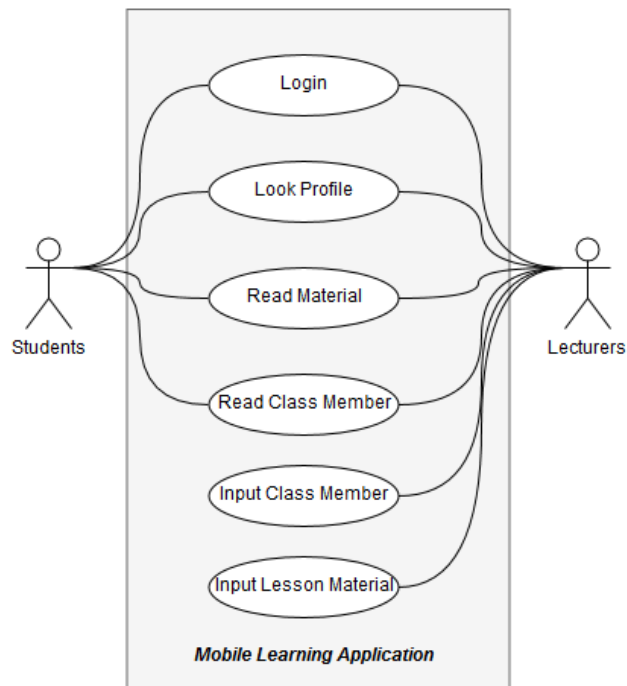 Login
Look Profile
Read Material
Students
Lecturers
Read Class Member
Input Class Member
Input Lesson Material
Mobile Learning Application